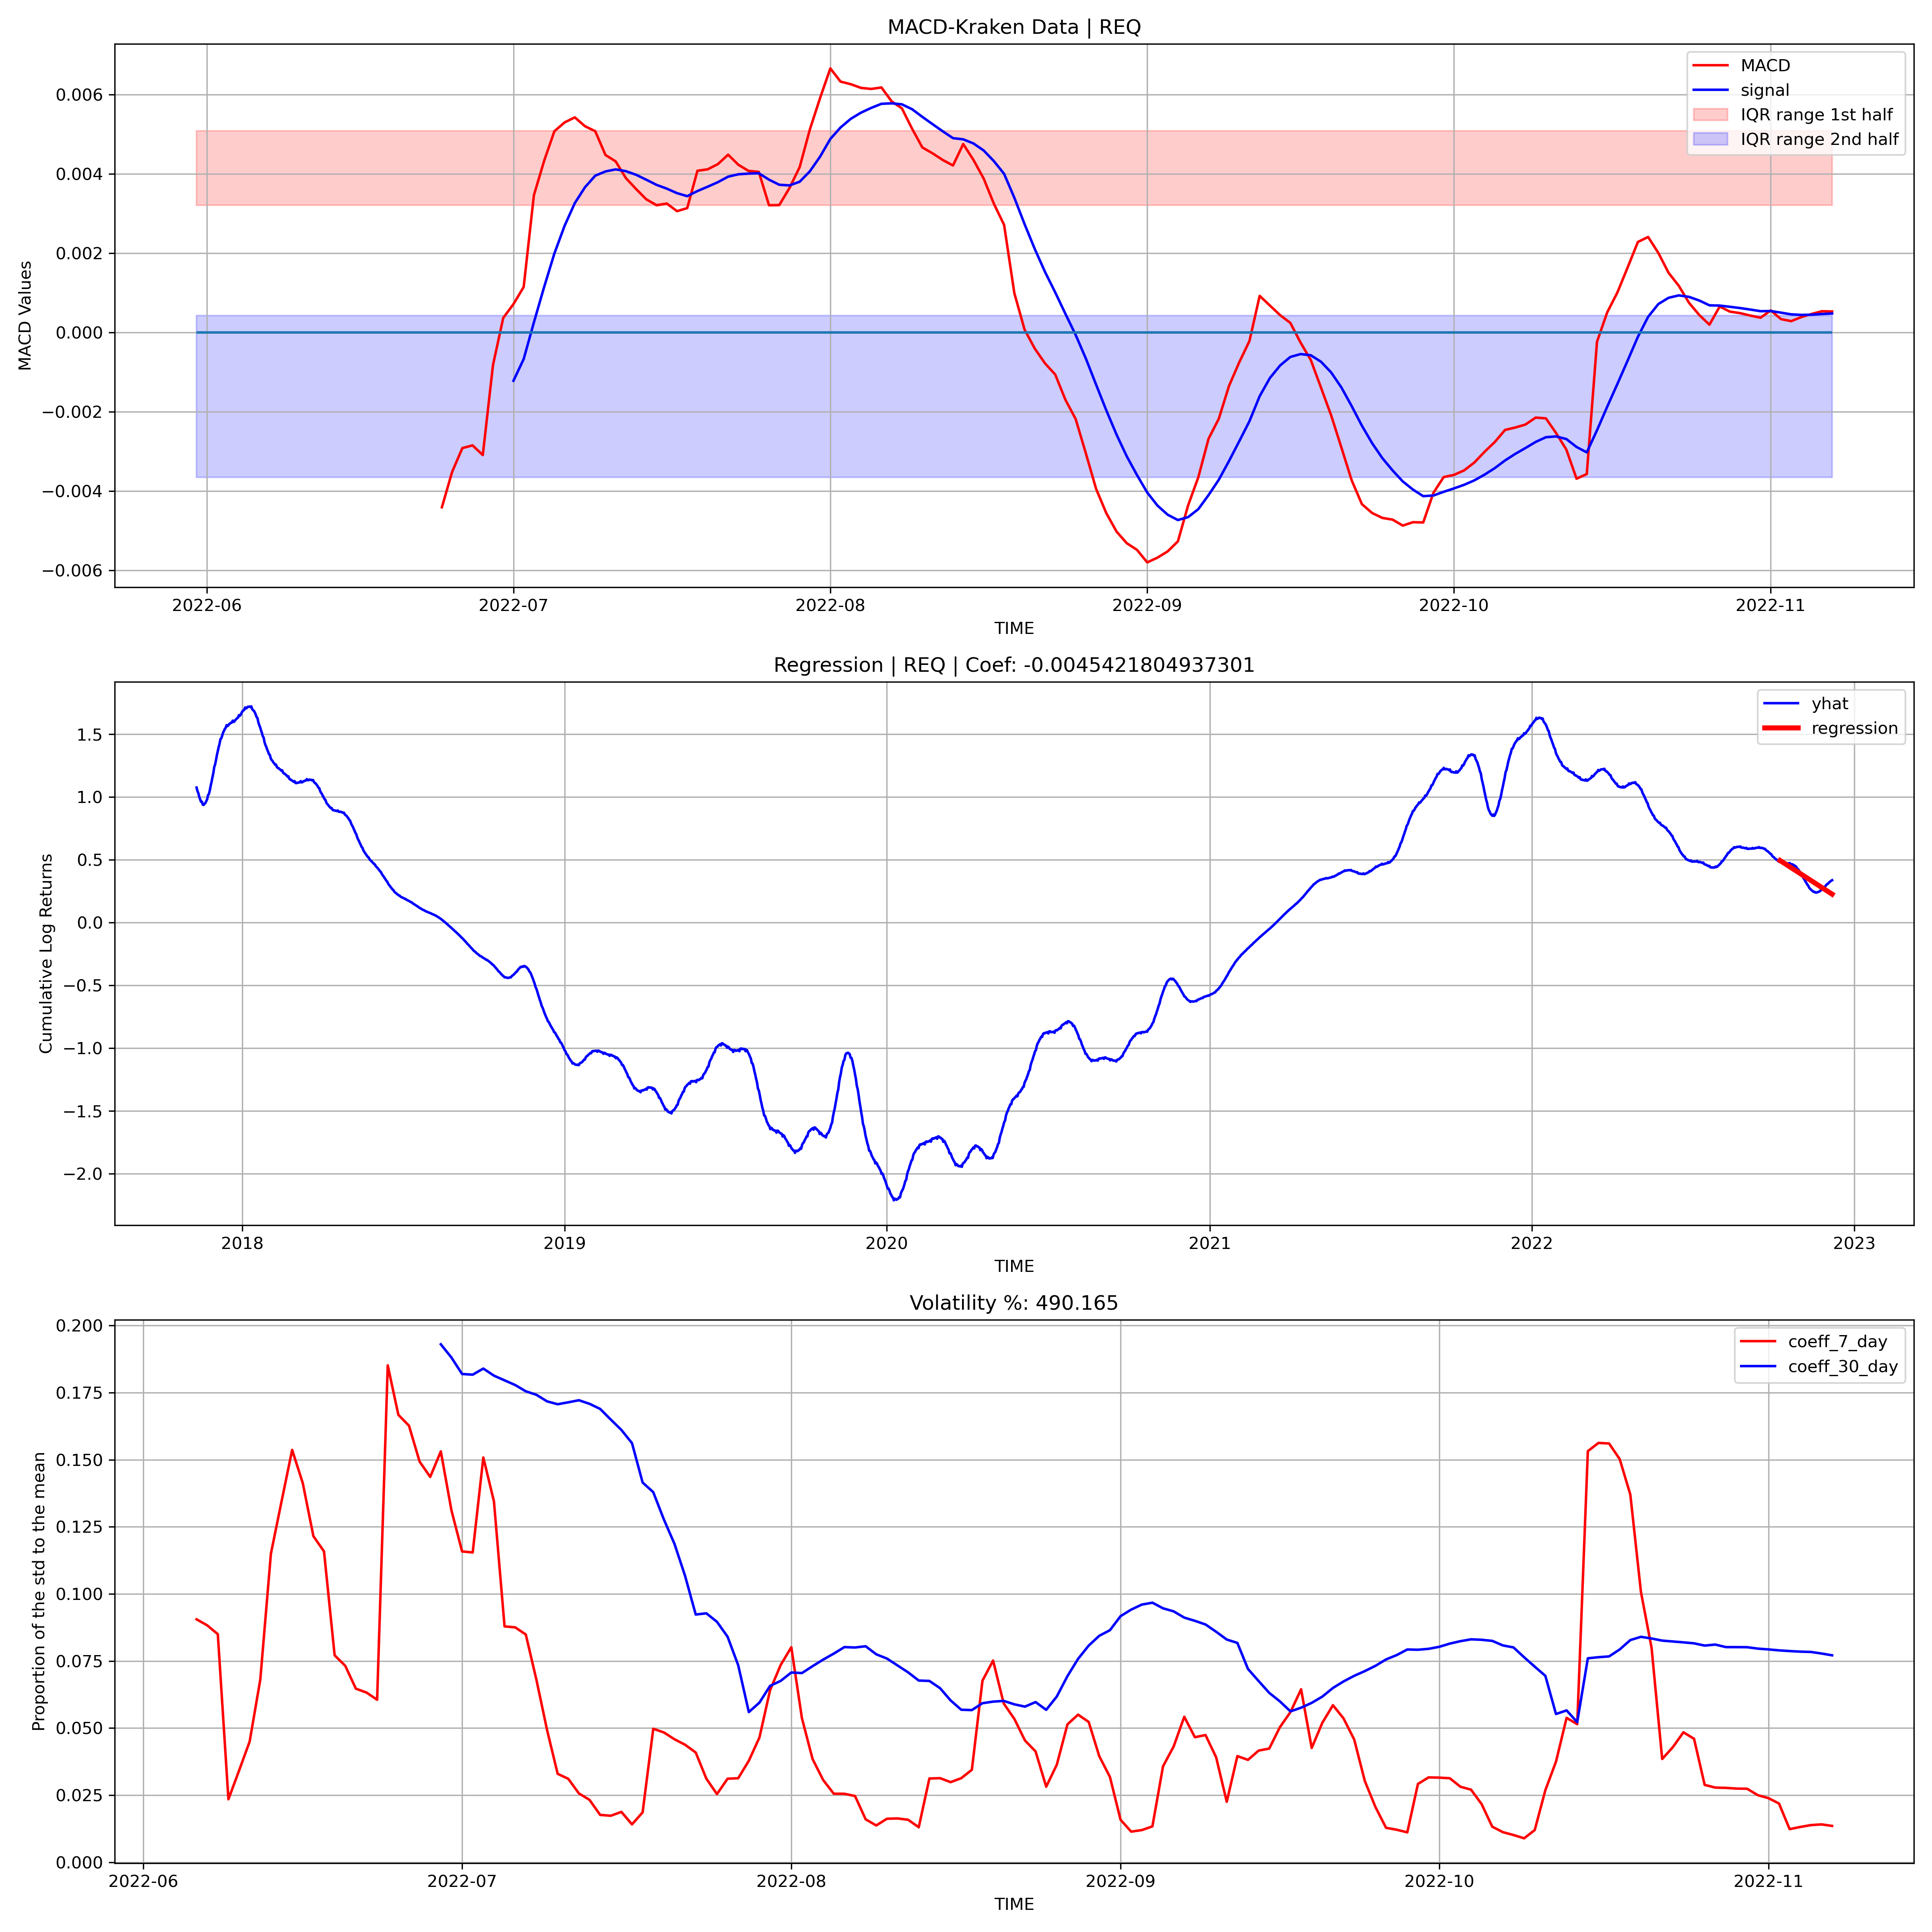 MACD-Kraken Data | REQ
MACD
signal
IQR range 1st half
IQR range 2nd half
MACD Values
0.006
0.004
0.002
0.000
−0.002
−0.004
−0.006
2022-06 2022-07 2022-08 2022-09 2022-10 2022-11
TIME
Regression | REQ | Coef: -0.0045421804937301
yhat
regression
Cumulative Log Returns
1.5
1.0
0.5
0.0
−0.5
−1.0
−1.5
−2.0
2018 2019 2020 2021 2022 2023
TIME
Volatility %: 490.165
coeff_7_day
coeff_30_day
Proportion of the std to the mean
0.200
0.175
0.150
0.125
0.100
0.075
0.050
0.025
0.000
2022-06 2022-07 2022-08 2022-09 2022-10 2022-11
TIME